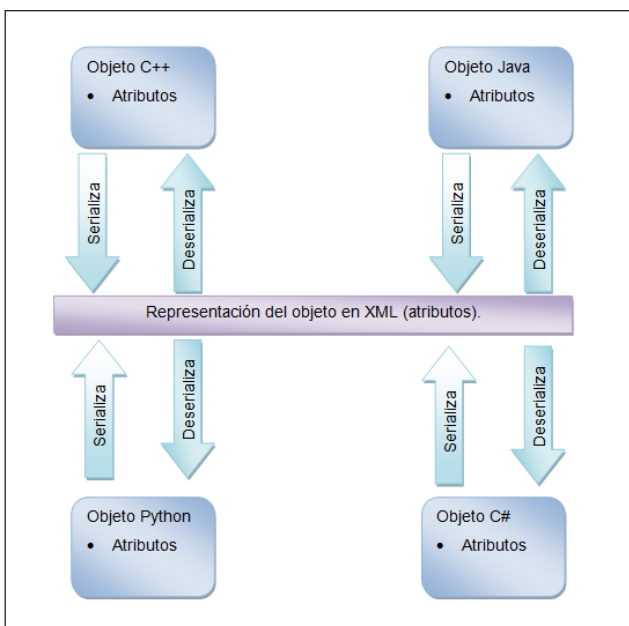 Objeto C++
• Atributos
Objeto Java
• Atributos
Serializa
Deserializa
Serializa
Deserializa
Representación del objeto en XML (atributos).
Serializa
Deserializa
Serializa
Deserializa
Objeto Python
• Atributos
Objeto C#
• Atributos